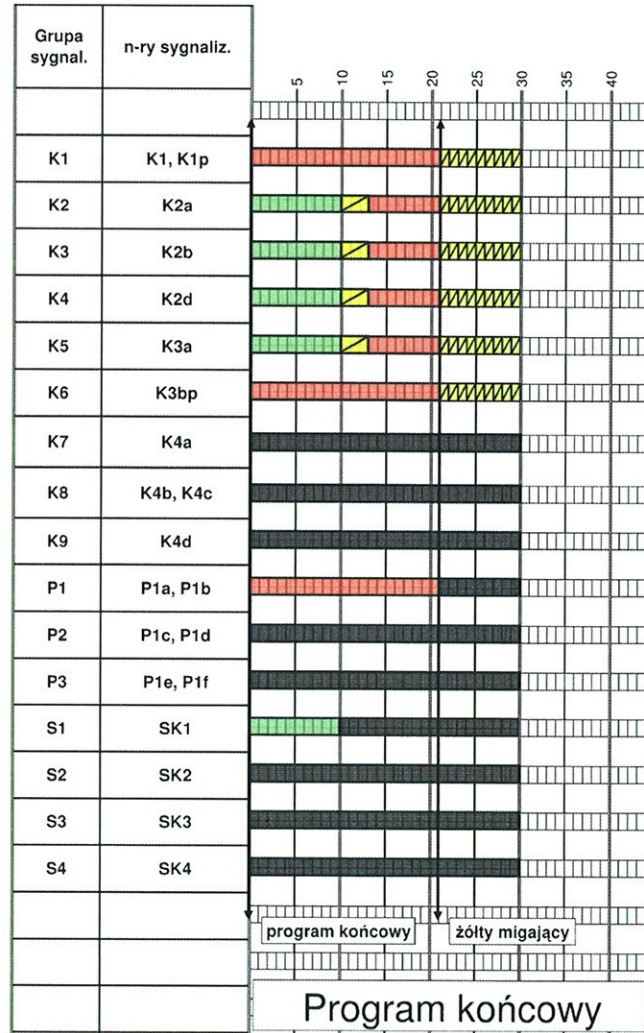 Grupa sygnal. n-ry sygnaliz.
5 10 15 20 25 30 35 40
K1 K1, K1p
K2 K2a
K3 K2b
K4 K2d
K5 K3a
K6 K3bp
K7 K4a
K8 K4b, K4c
K9 K4d
P1 P1a, P1b
P2 P1c, P1d
P3 P1e, P1f
S1 SK1
S2 SK2
S3 SK3
S4 SK4
program końcowy żółty migający
Program końcowy